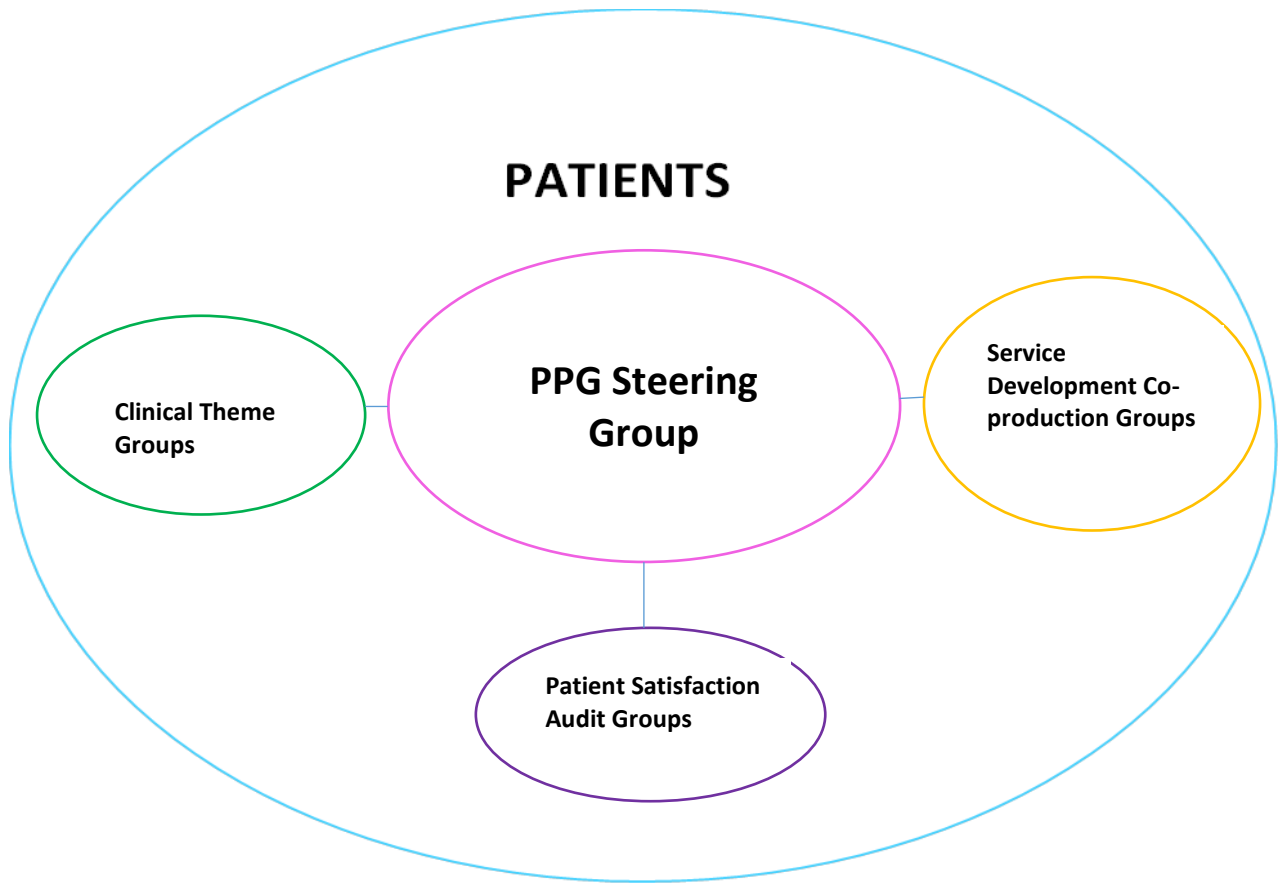 PATIENTS
PPG Steering
Group
Clinical Theme
Groups
Service
Development Co-
production Groups
Patient Satisfaction
Audit Groups